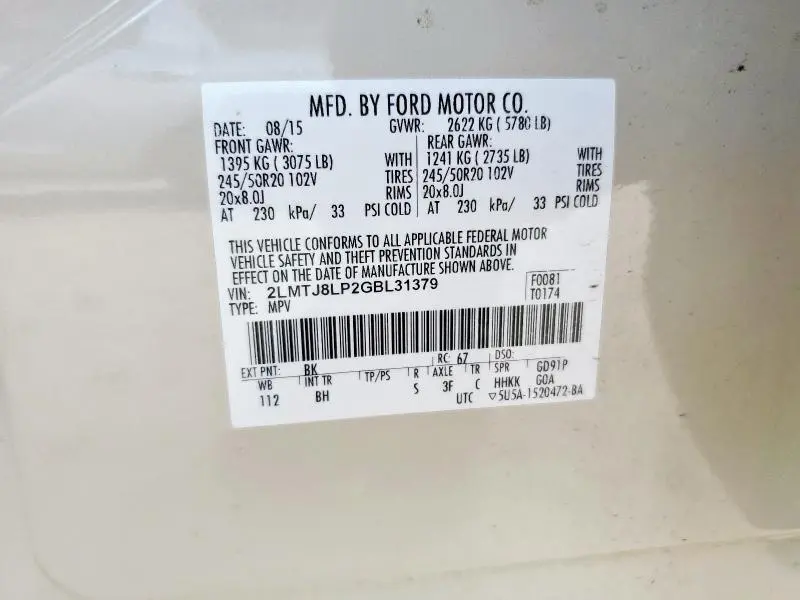 MFD. BY FORD MOTOR CO.
DATE: 08/15 GVWR: 2622 KG ( 5780 LB)
FRONT GAWR: REAR GAWR:
1395 KG ( 3075 LB) WITH 1241 KG ( 2735 LB) WITH
245/50R20 102V TIRES 245/50R20 102V TIRES
20x8.0J RIMS 20x8.0J RIMS
AT 230 kPa/ 33 PSI COLD AT 230 kPa/ 33 PSI COLD
THIS VEHICLE CONFORMS TO ALL APPLICABLE FEDERAL MOTOR
VEHICLE SAFETY AND THEFT PREVENTION STANDARDS IN
EFFECT ON THE DATE OF MANUFACTURE SHOWN ABOVE.
VIN: 2LMTJ8LP2GBL31379 F0081
TYPE: MPV T0174
EXT PNT: BK RC: 67 DSO:
WB INT TR TP/PS R AXLE TR SPR GD91P
112 BH S 3F C HHKK GOA
UTC ▽5U5A-1520472-BA